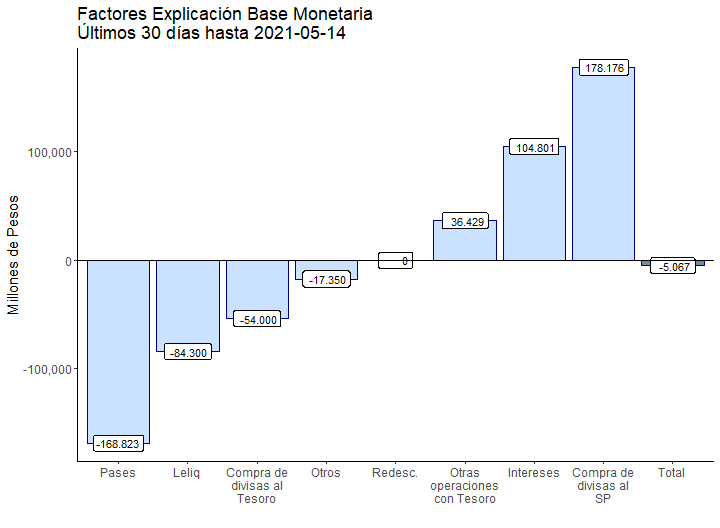 Factores Explicación Base Monetaria
Últimos 30 días hasta 2021-05-14
Millones de Pesos
100,000
0
-100,000
-168.823
-84.300
-54.000
-17.350
0
36.429
104.801
178.176
-5.067
Pases
Leliq
Compra de
divisas al
Tesoro
Otros
Redesc.
Otras
operaciones
con Tesoro
Intereses
Compra de
divisas al
SP
Total